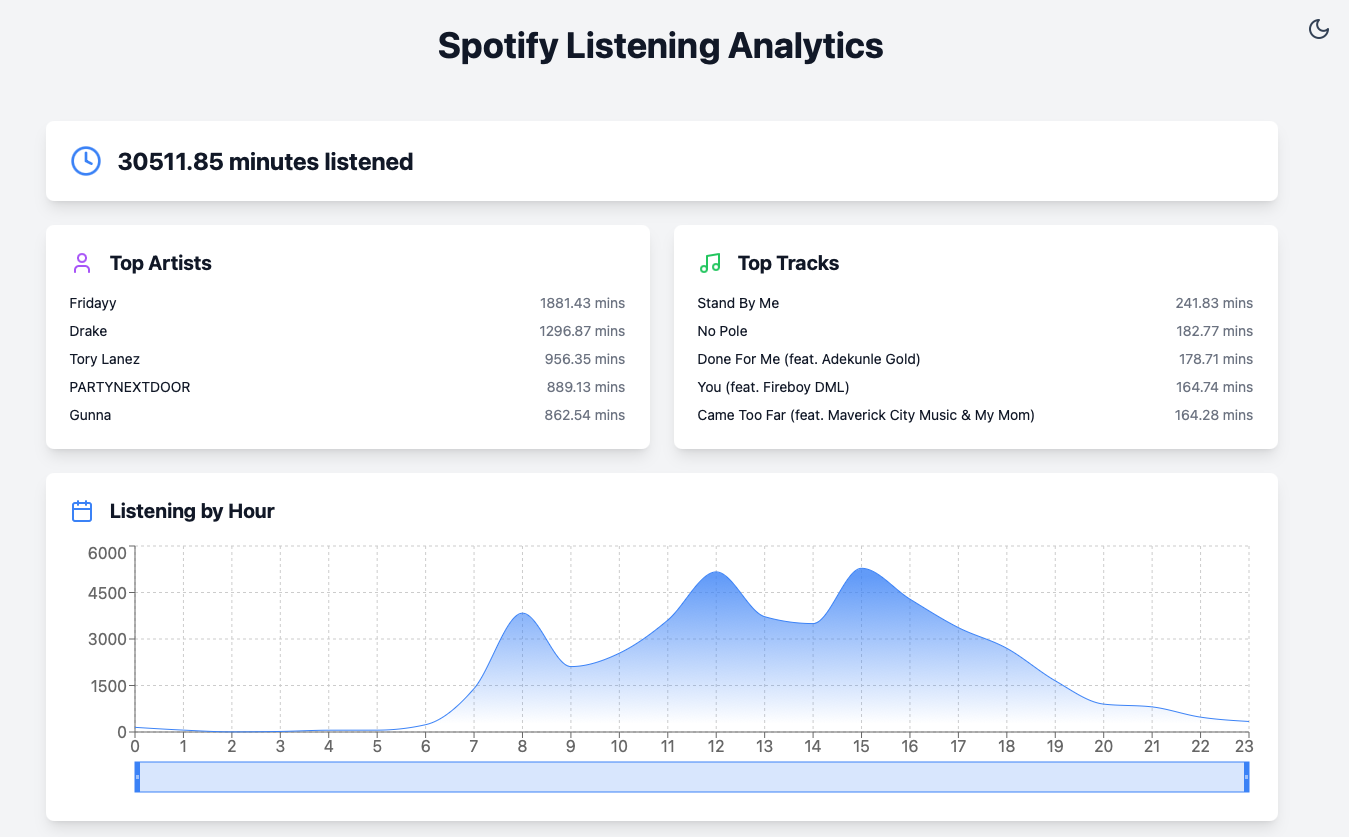 Spotify Listening Analytics
30511.85 minutes listened
Top Artists
Fridayy 1881.43 mins
Drake 1296.87 mins
Tory Lanez 956.35 mins
PARTYNEXTDOOR 889.13 mins
Gunna 862.54 mins
Top Tracks
Stand By Me 241.83 mins
No Pole 182.77 mins
Done For Me (feat. Adekunle Gold) 178.71 mins
You (feat. Fireboy DML) 164.74 mins
Came Too Far (feat. Maverick City Music & My Mom) 164.28 mins
Listening by Hour
6000
4500
3000
1500
0
0 1 2 3 4 5 6 7 8 9 10 11 12 13 14 15 16 17 18 19 20 21 22 23